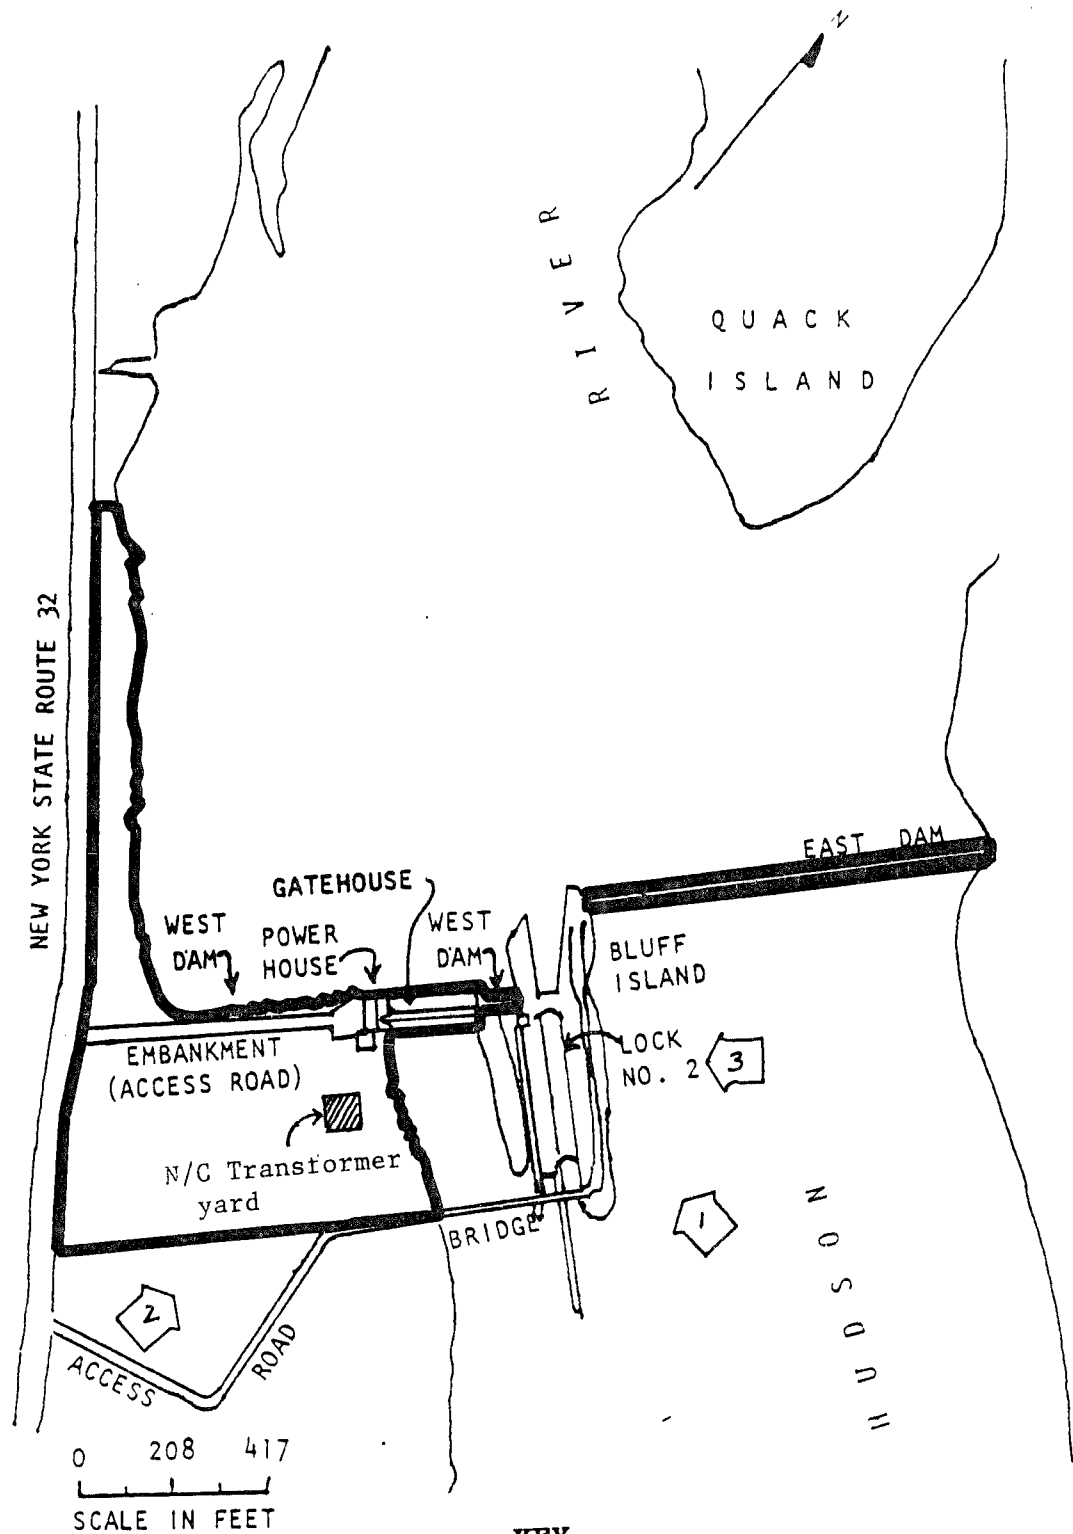 N
RIVER
QUACK
ISLAND
NEW YORK STATE ROUTE 32
EAST DAM
GATEHOUSE
WEST
DAM
POWER
HOUSE
WEST
DAM
BLUFF
ISLAND
EMBANKMENT
(ACCESS ROAD)
LOCK
NO. 2
3
N/C Transformer
yard
BRIDGE
1
HUDSON
2
ACCESS
ROAD
0 208 417
SCALE IN FEET
KEY